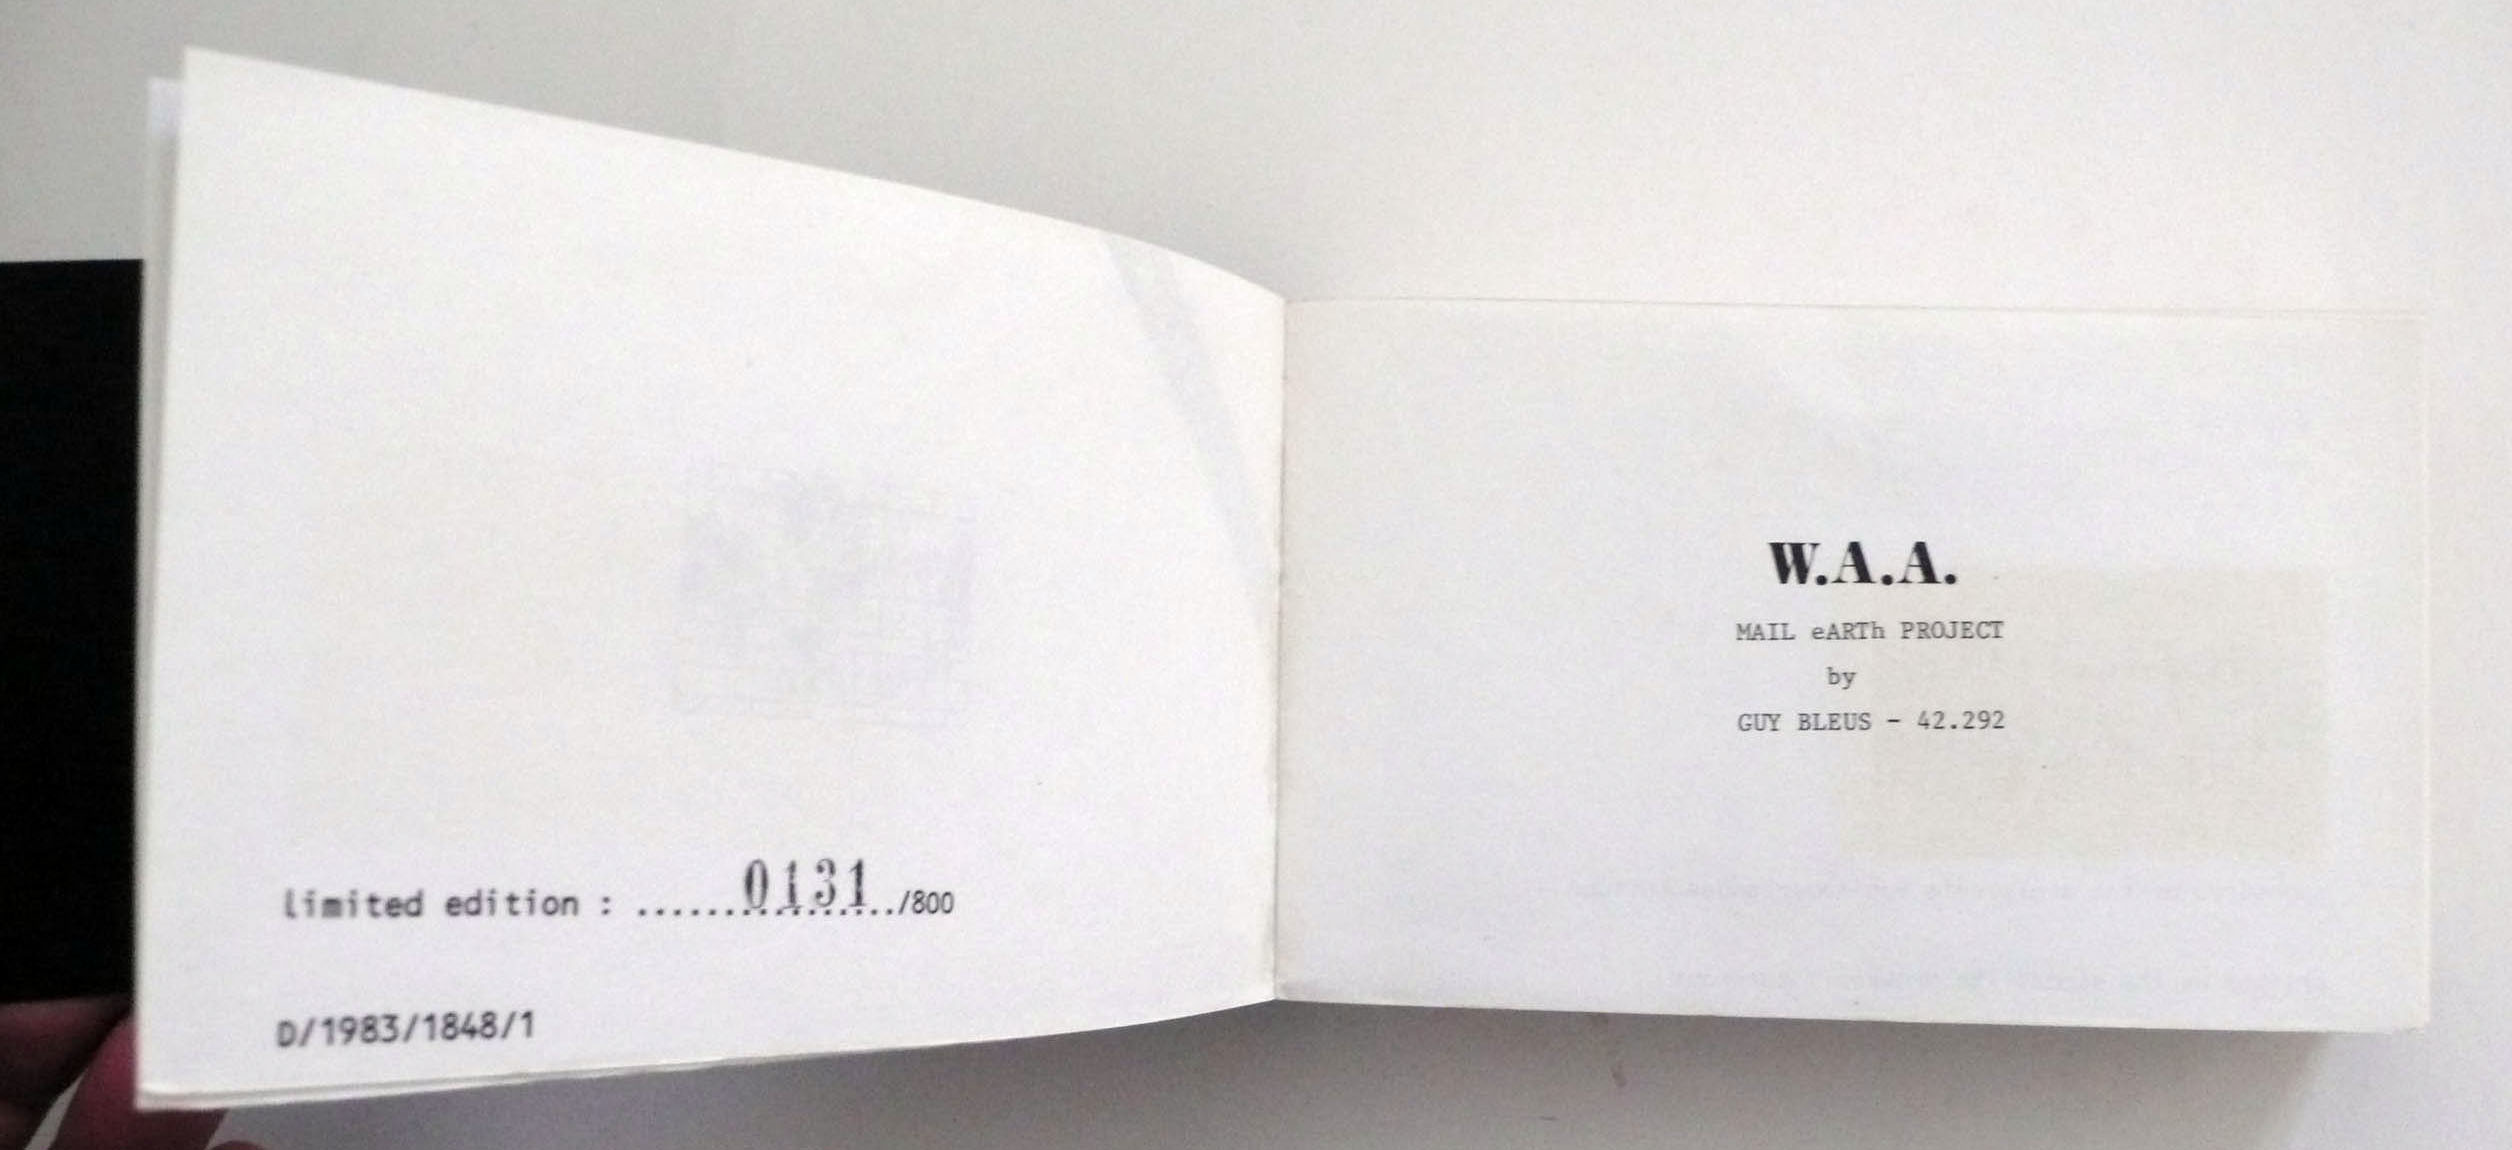 limited edition : ......0131../800
D/1983/1848/1
W.A.A.
MAIL eARTh PROJECT
by
GUY BLEUS - 42.292